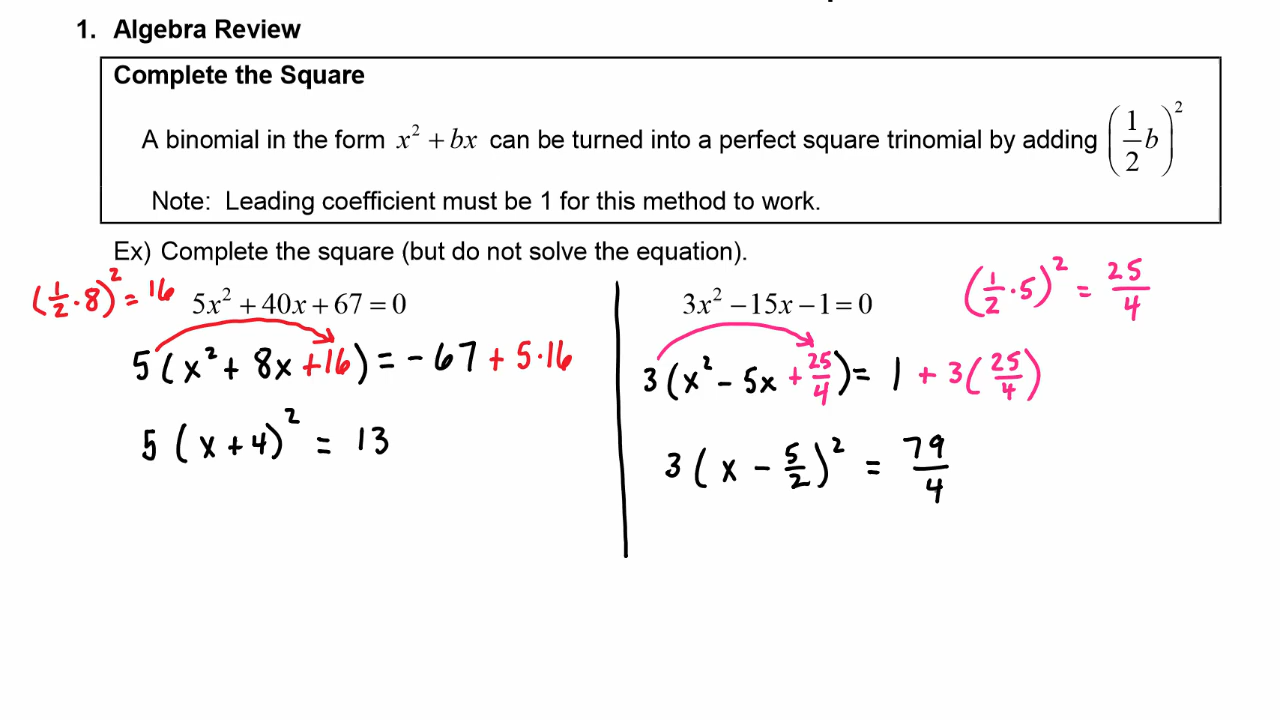 1. Algebra Review
Complete the Square
A binomial in the form x² + bx can be turned into a perfect square trinomial by adding (1/2 b)²
Note: Leading coefficient must be 1 for this method to work.
Ex) Complete the square (but do not solve the equation).
(1/2 · 8)² = 16
5x² + 40x + 67 = 0
5(x² + 8x + 16) = -67 + 5·16
5(x + 4)² = 13
3x² − 15x − 1 = 0
(1/2 · 5)² = 25/4
3(x² - 5x + 25/4) = 1 + 3(25/4)
3(x - 5/2)² = 79/4